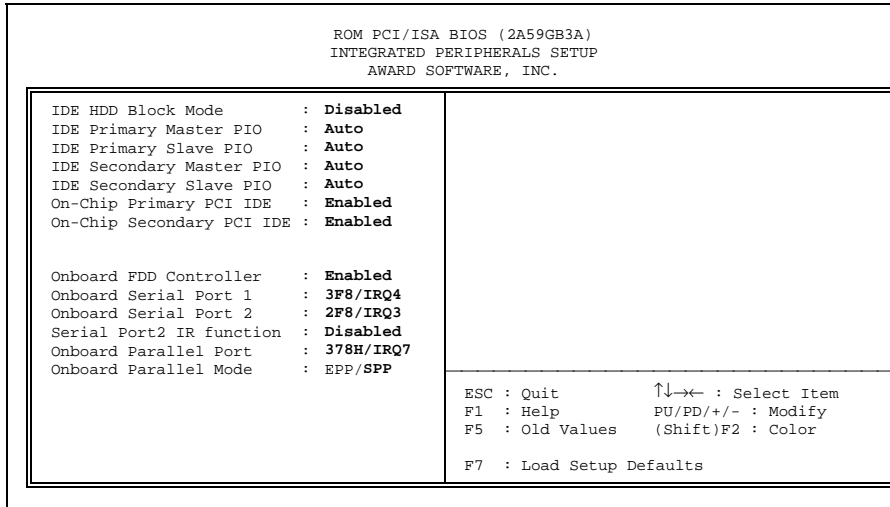 ROM PCI/ISA BIOS (2A59GB3A)
INTEGRATED PERIPHERALS SETUP
AWARD SOFTWARE, INC.
IDE HDD Block Mode : Disabled
IDE Primary Master PIO : Auto
IDE Primary Slave PIO : Auto
IDE Secondary Master PIO : Auto
IDE Secondary Slave PIO : Auto
On-Chip Primary PCI IDE : Enabled
On-Chip Secondary PCI IDE : Enabled
Onboard FDD Controller : Enabled
Onboard Serial Port 1 : 3F8/IRQ4
Onboard Serial Port 2 : 2F8/IRQ3
Serial Port2 IR function : Disabled
Onboard Parallel Port : 378H/IRQ7
Onboard Parallel Mode : EPP/SPP
ESC : Quit ↑↓→← : Select Item
F1 : Help PU/PD/+/- : Modify
F5 : Old Values (Shift)F2 : Color
F7 : Load Setup Defaults